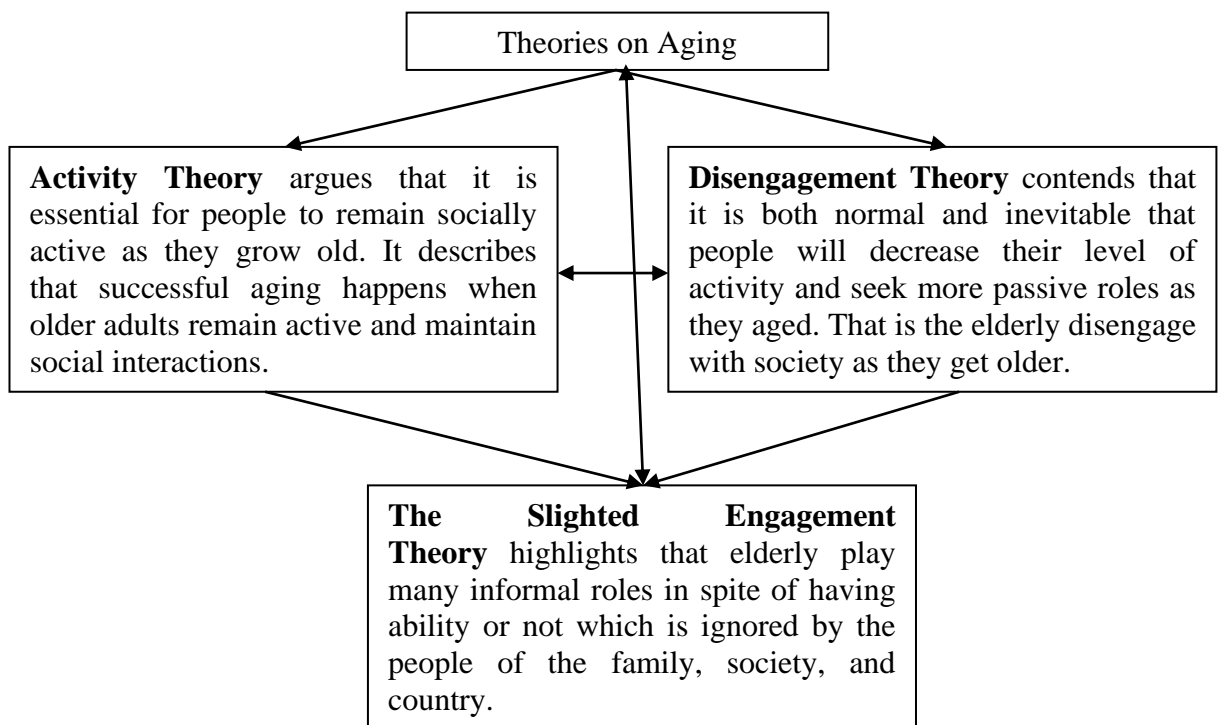 Theories on Aging
Activity Theory argues that it is
essential for people to remain socially
active as they grow old. It describes
that successful aging happens when
older adults remain active and maintain
social interactions.
Disengagement Theory contends that
it is both normal and inevitable that
people will decrease their level of
activity and seek more passive roles as
they aged. That is the elderly disengage
with society as they get older.
The Slighted Engagement
Theory highlights that elderly play
many informal roles in spite of having
ability or not which is ignored by the
people of the family, society, and
country.